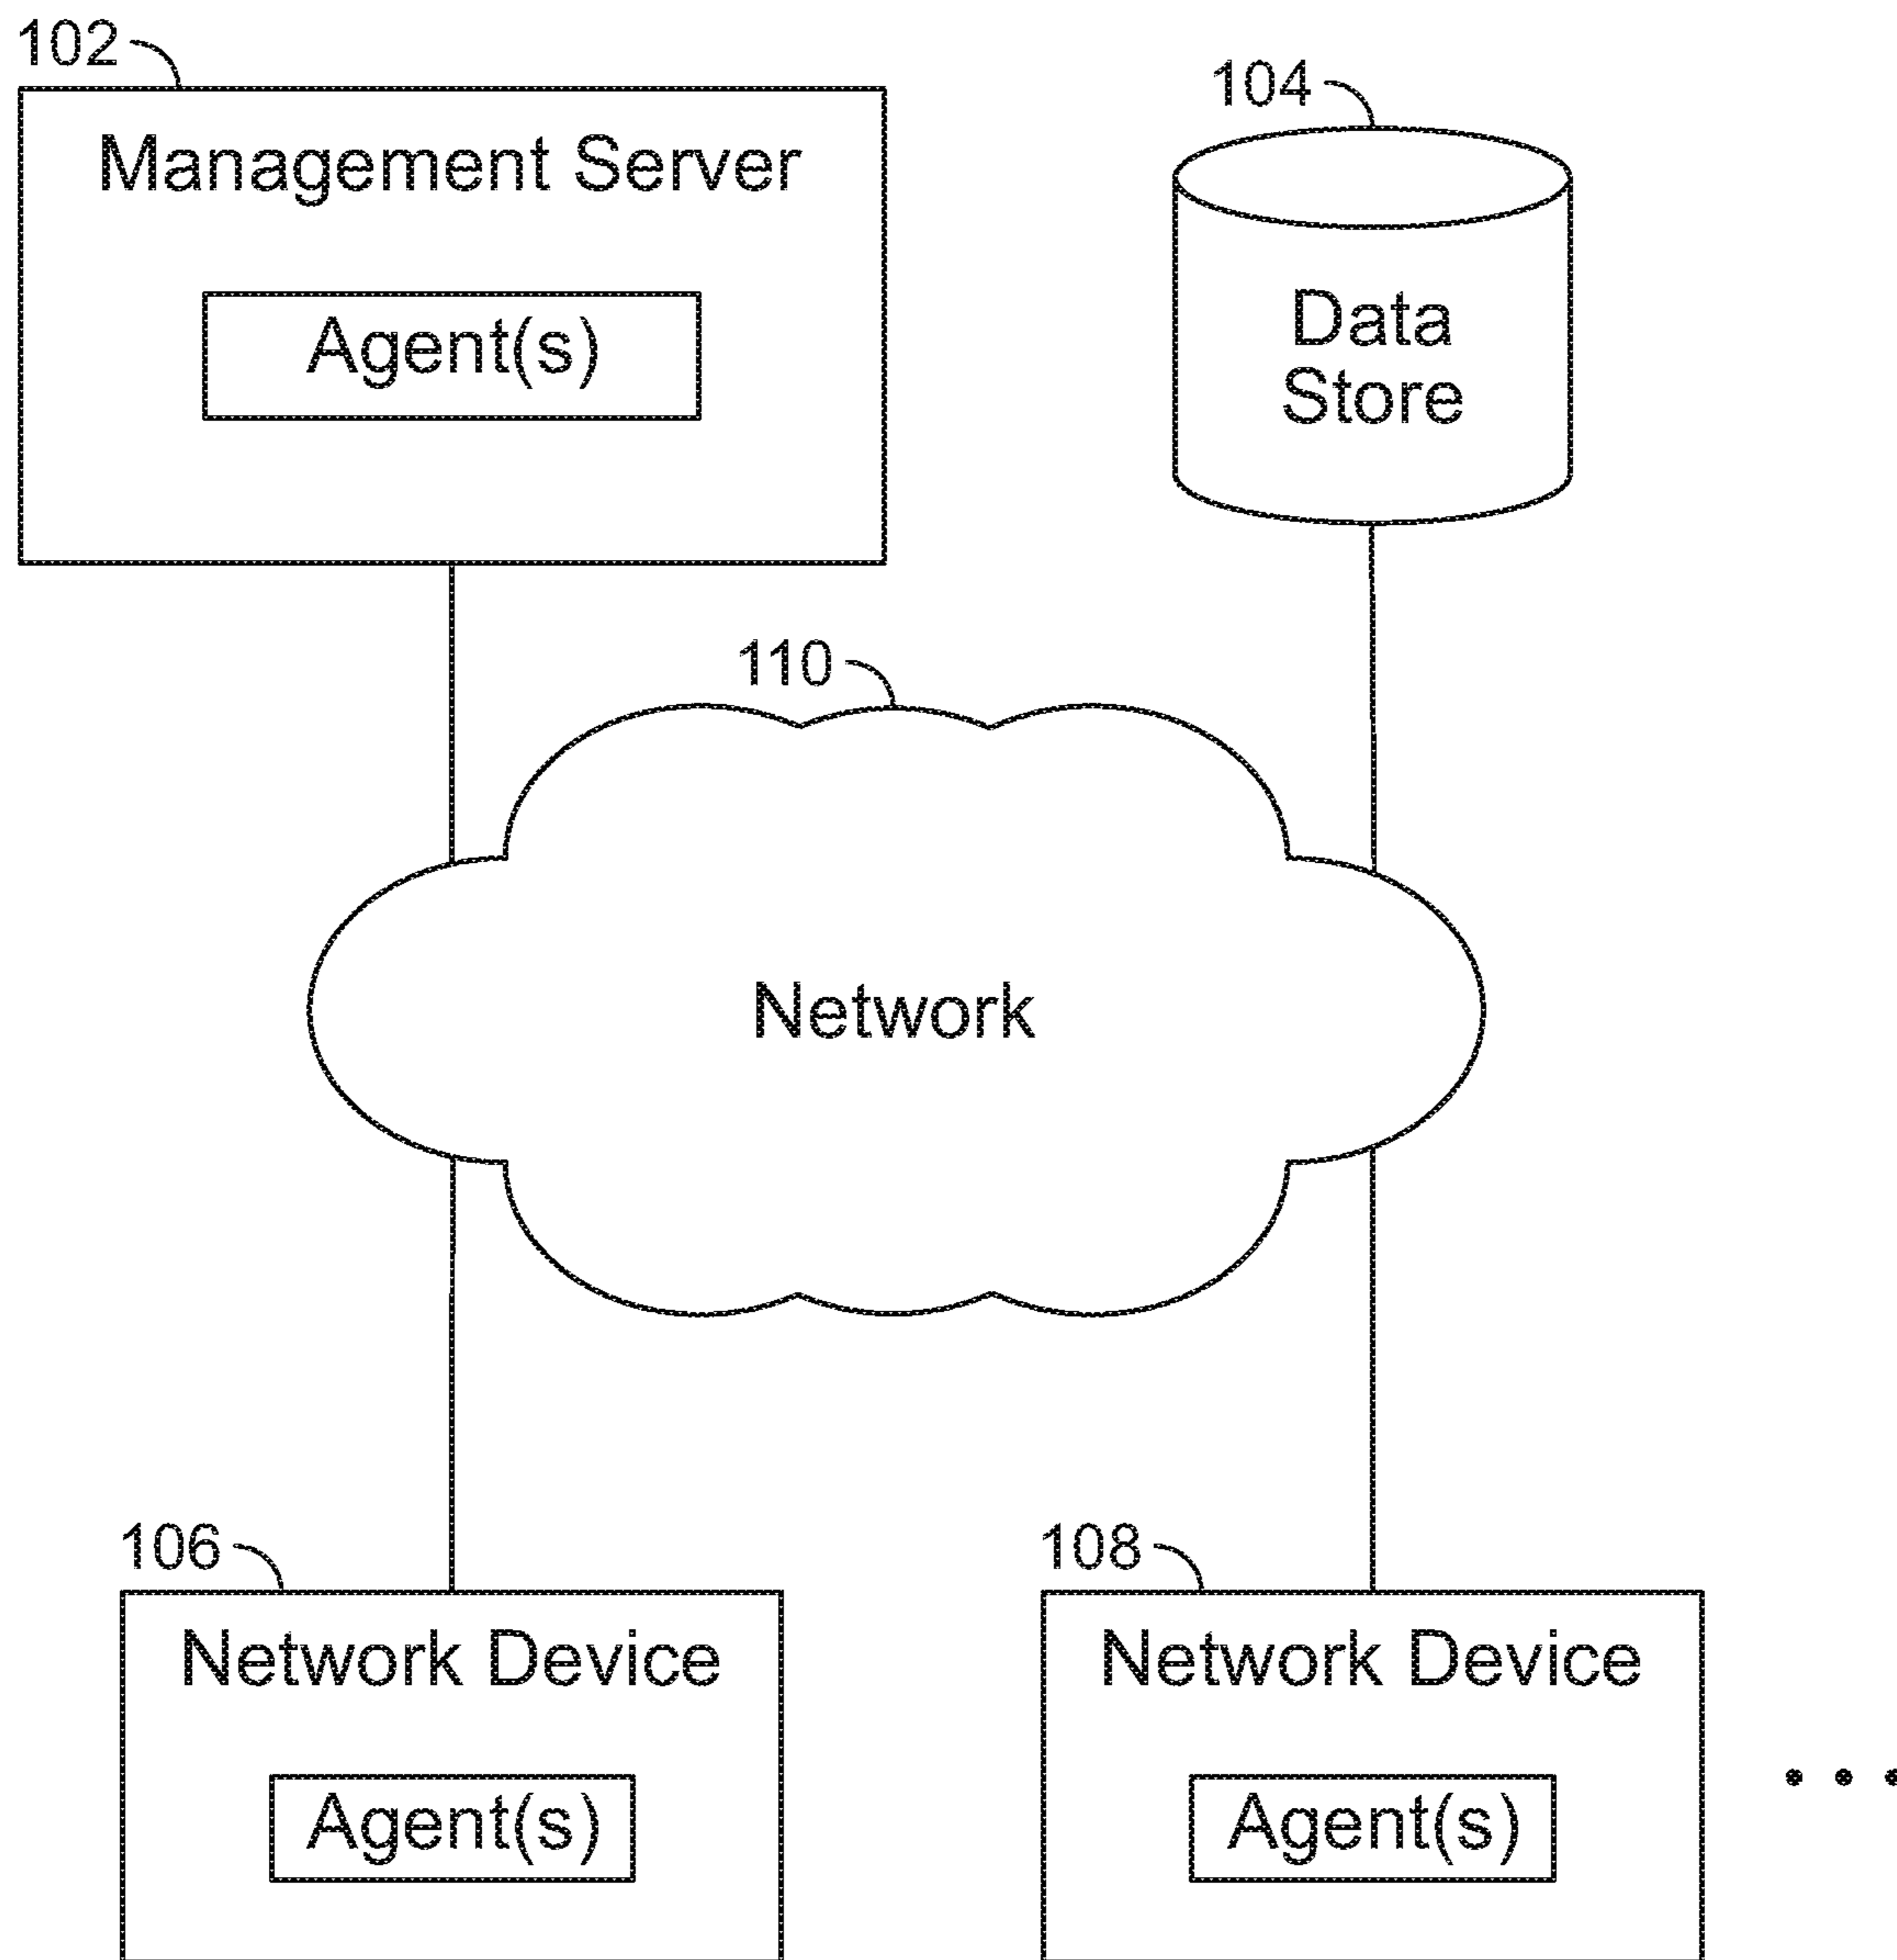 102
Management Server
Agent(s)
104
Data
Store
110
Network
106
Network Device
Agent(s)
108
Network Device
Agent(s)
• • •